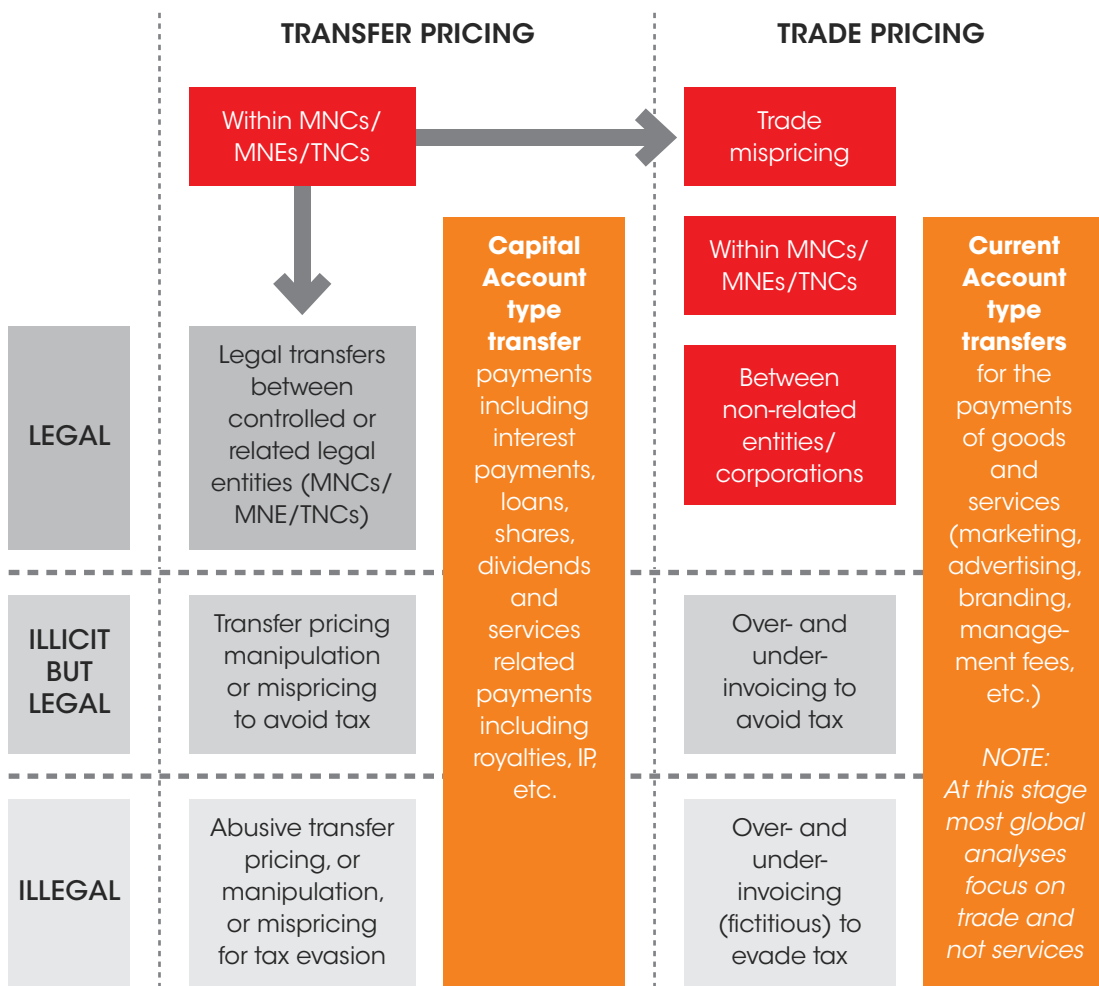 TRANSFER PRICING
TRADE PRICING
Within MNCs/
MNEs/TNCs
Trade
mispricing
Within MNCs/
MNEs/TNCs
Between
non-related
entities/
corporations
LEGAL
Legal transfers
between
controlled or
related legal
entities (MNCs/
MNE/TNCs)
Capital
Account
type
transfer
payments
including
interest
payments,
loans,
shares,
dividends
and
services
related
payments
including
royalties, IP,
etc.
Current
Account
type
transfers
for the
payments
of goods
and
services
(marketing,
advertising,
branding,
manage-
ment fees,
etc.)
NOTE:
At this stage
most global
analyses
focus on
trade and
not services
ILLICIT
BUT
LEGAL
Transfer pricing
manipulation
or mispricing
to avoid tax
Over- and
under-
invoicing to
avoid tax
ILLEGAL
Abusive transfer
pricing, or
manipulation,
or mispricing
for tax evasion
Over- and
under-
invoicing
(fictitious) to
evade tax